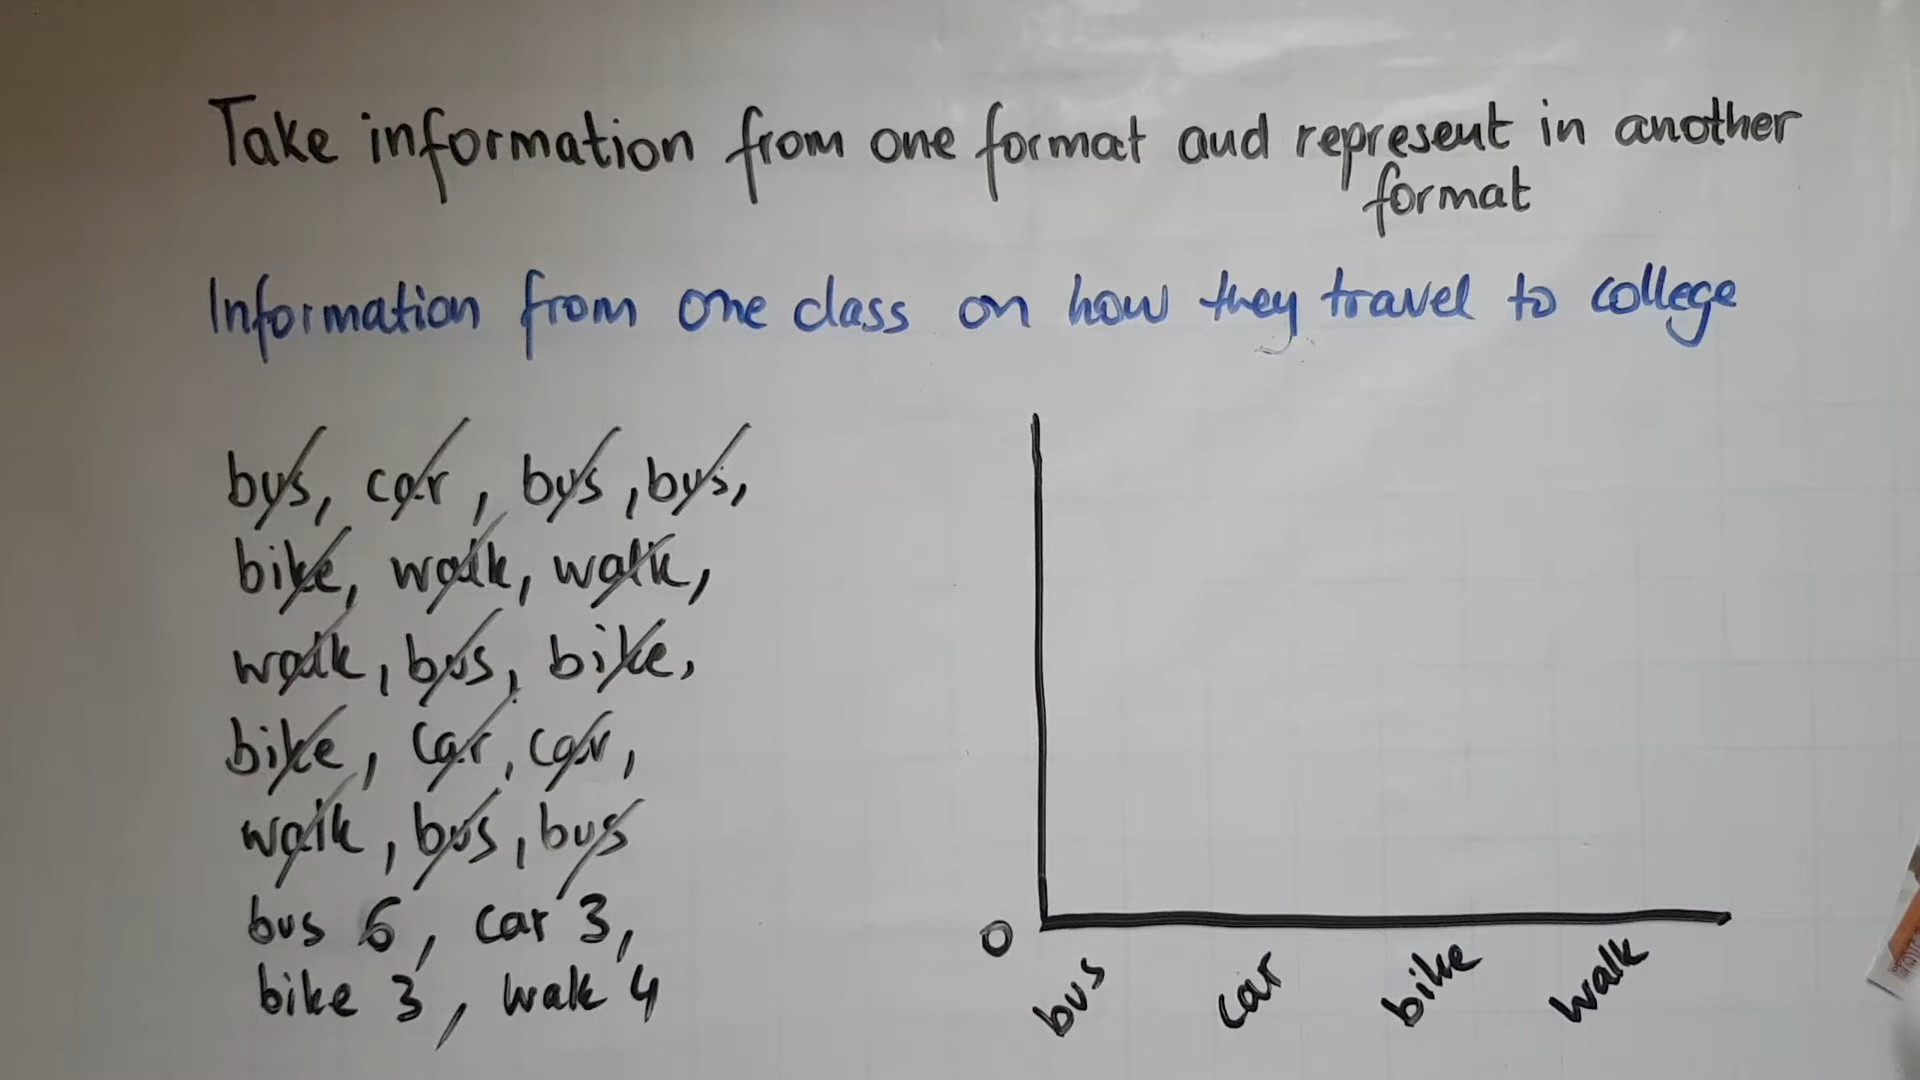 Take information from one format and represent in another
format
Information from one class on how they travel to college
bus, car, bus, bus,
bike, walk, walk,
walk, bus, bike,
bike, car, car,
walk, bus, bus
bus 6, car 3,
bike 3, walk 4
0
bus car bike walk